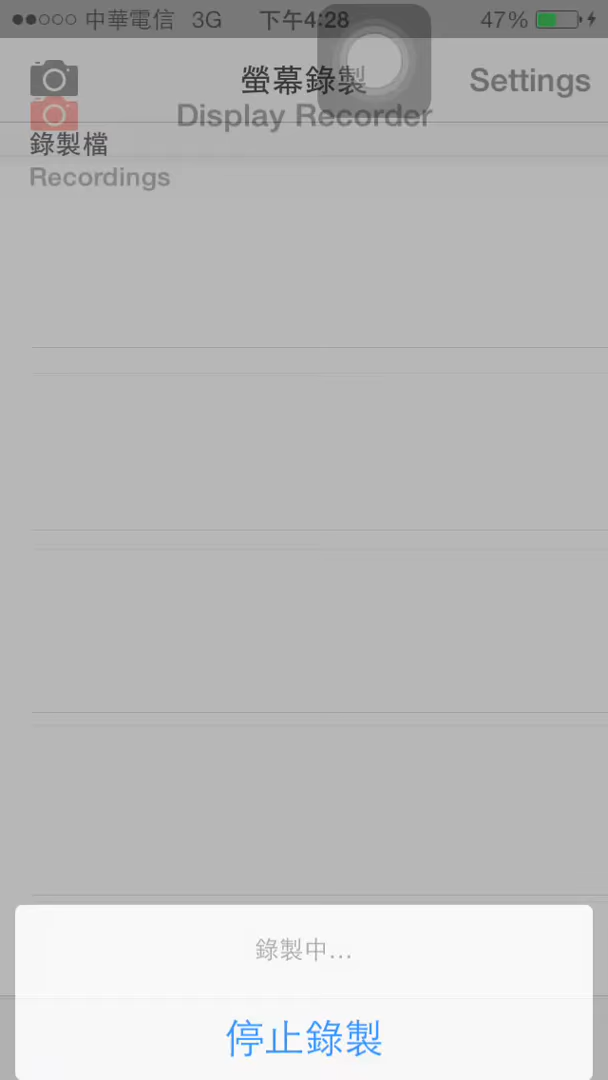 中華電信 3G 下午4:28 47%
螢幕錄製 Settings
Display Recorder
錄製檔
Recordings
錄製中...
停止錄製